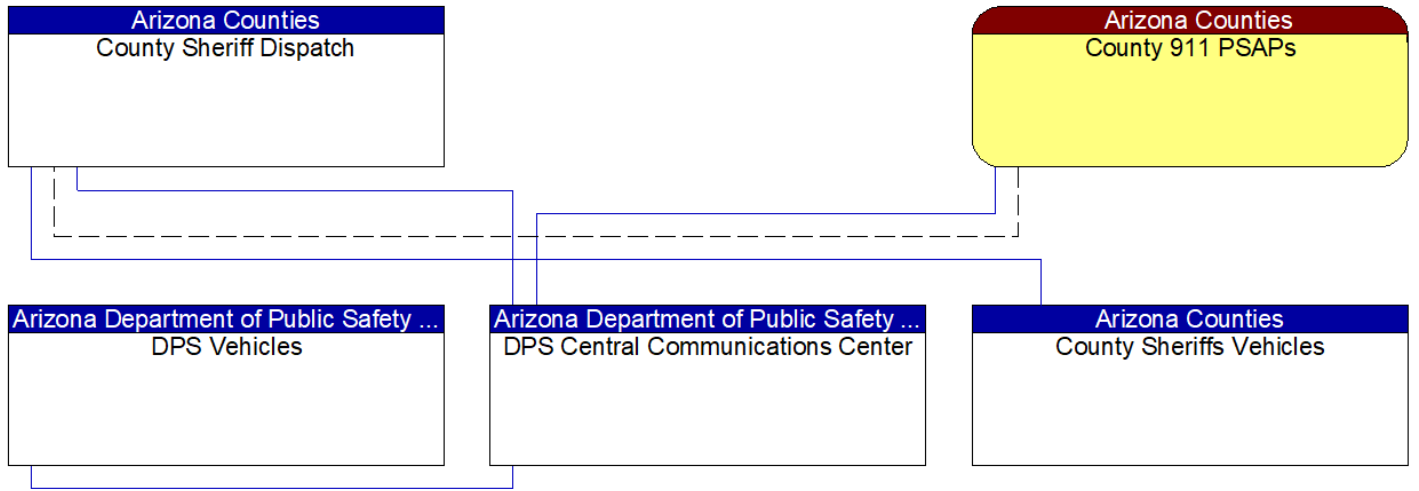 Arizona Counties
County Sheriff Dispatch
Arizona Counties
County 911 PSAPs
Arizona Department of Public Safety ...
DPS Vehicles
Arizona Department of Public Safety ...
DPS Central Communications Center
Arizona Counties
County Sheriffs Vehicles